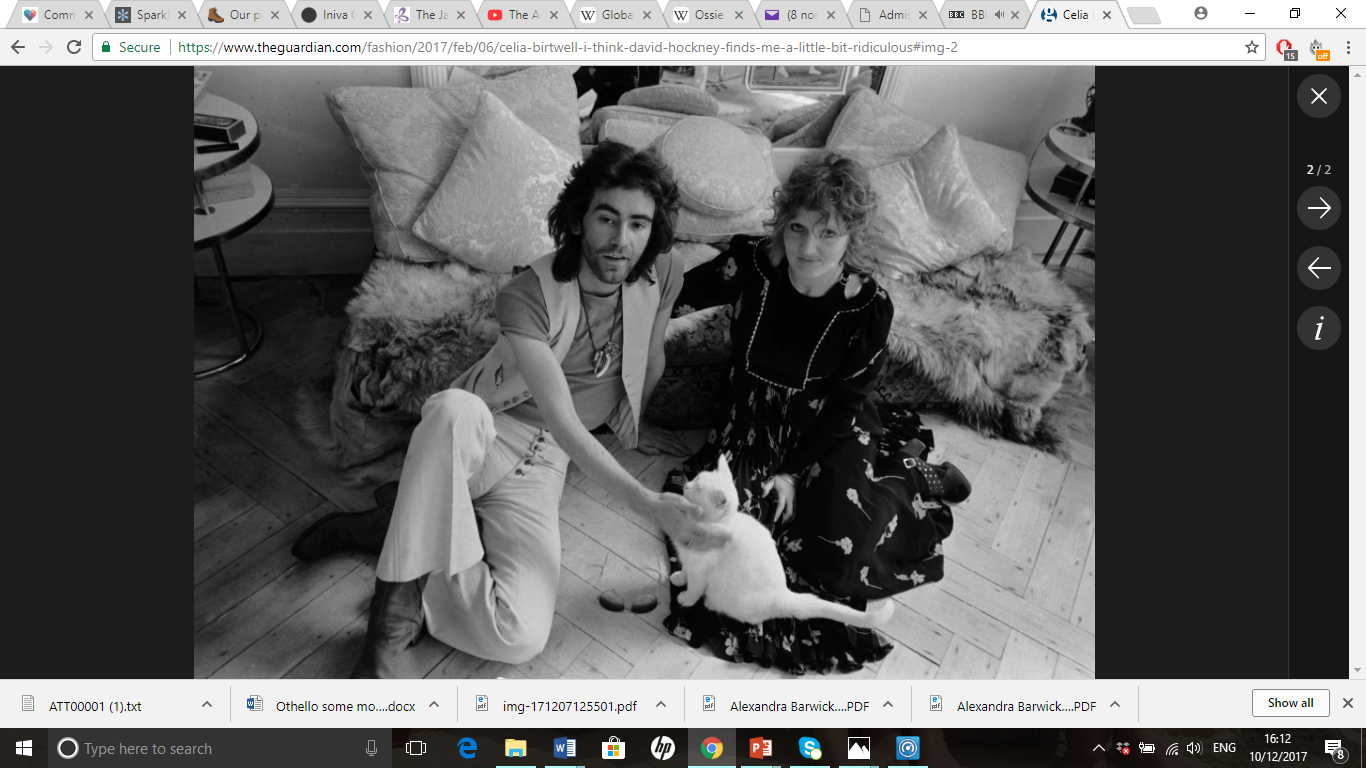 Comm
Spark
Our p
Iniva
The Ja
The A
Globa
Ossie
(8 nor
Admi
BB
Celia
Secure
https://www.theguardian.com/fashion/2017/feb/06/celia-birtwell-i-think-david-hockney-finds-me-a-little-bit-ridiculous#img-2
15
off
2 / 2
i
ATT00001 (1).txt
Othello some mo....docx
img-171207125501.pdf
Alexandra Barwick....PDF
Alexandra Barwick....PDF
Show all
Type here to search
ENG
16:12
10/12/2017
8